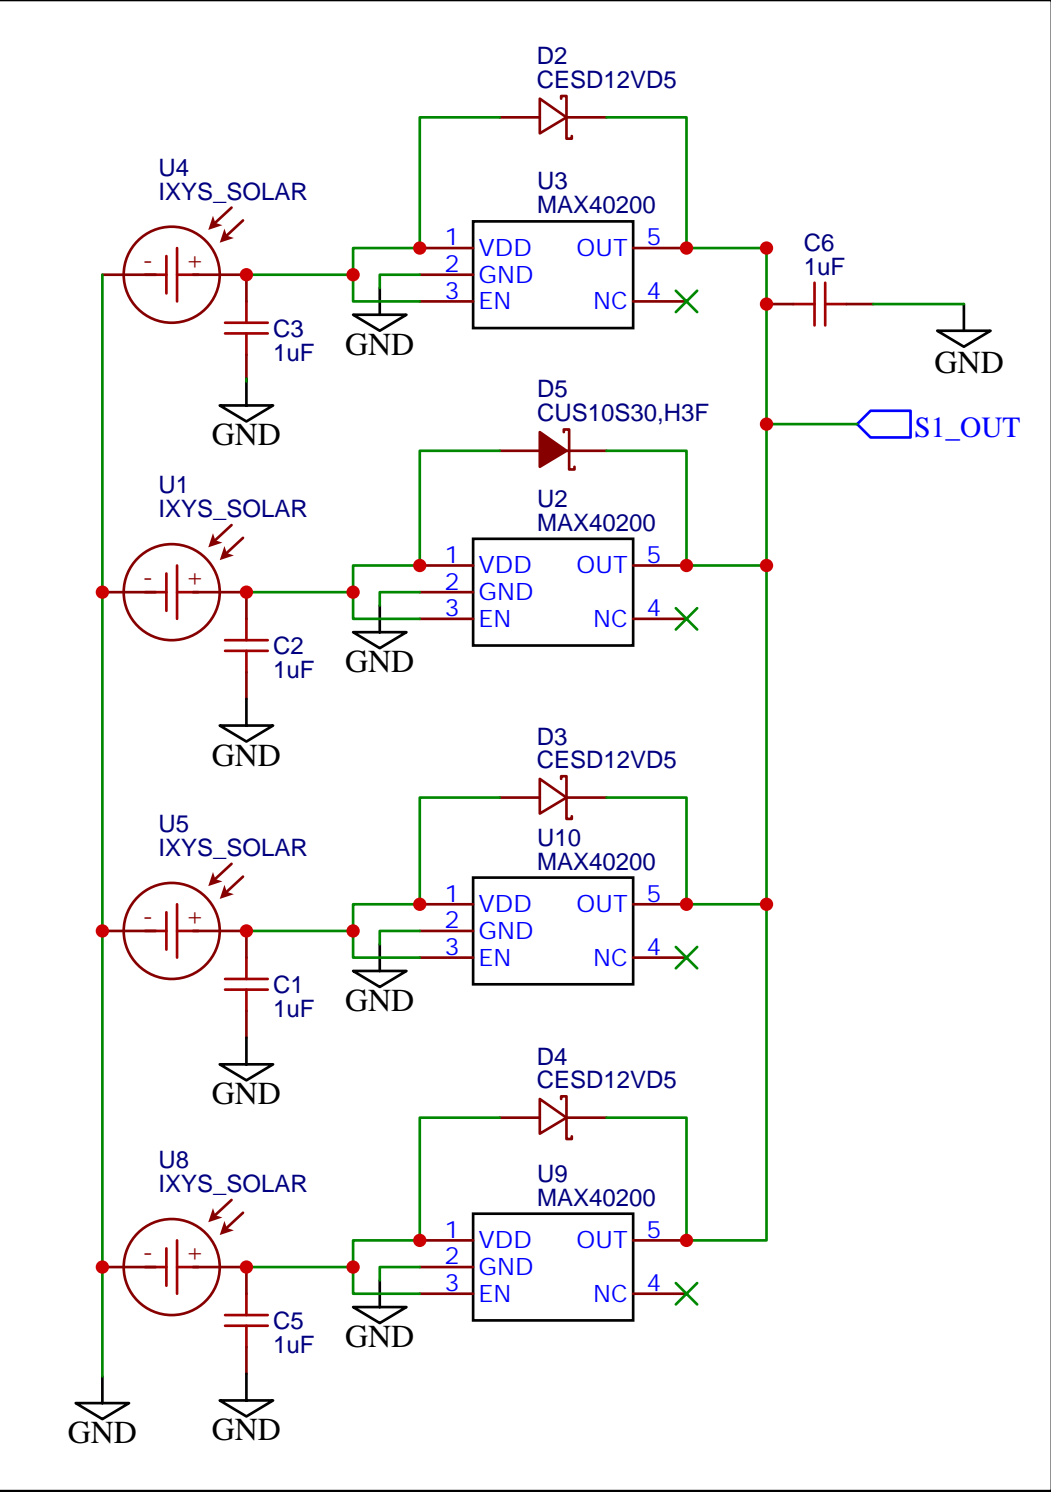 D2
CESD12VD5
U4
IXYS_SOLAR
- +
C3
1uF
GND
U3
MAX40200
1 VDD OUT 5
2 GND
3 EN NC 4
GND
C6
1uF
GND
S1_OUT
D5
CUS10S30,H3F
U1
IXYS_SOLAR
- +
C2
1uF
GND
U2
MAX40200
1 VDD OUT 5
2 GND
3 EN NC 4
GND
D3
CESD12VD5
U5
IXYS_SOLAR
- +
C1
1uF
GND
U10
MAX40200
1 VDD OUT 5
2 GND
3 EN NC 4
GND
D4
CESD12VD5
U8
IXYS_SOLAR
- +
C5
1uF
GND
U9
MAX40200
1 VDD OUT 5
2 GND
3 EN NC 4
GND
GND